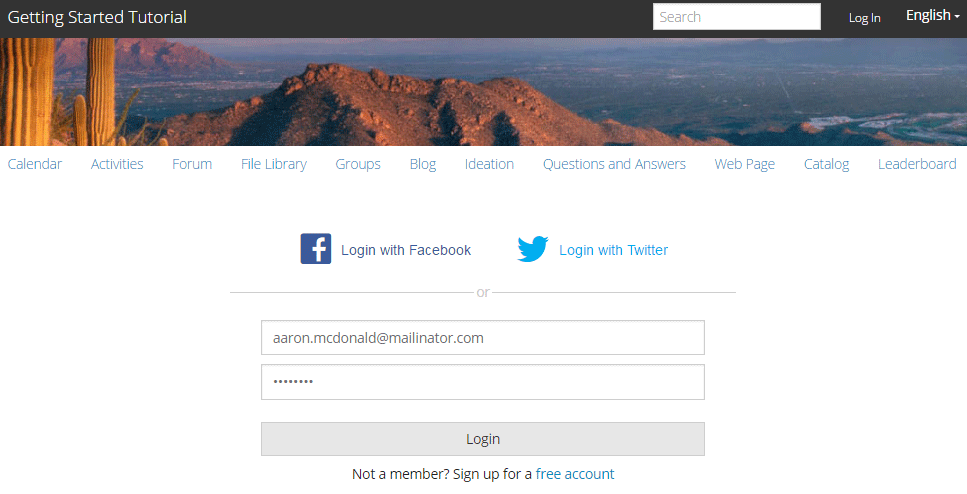 Getting Started Tutorial Search Log In English
Calendar Activities Forum File Library Groups Blog Ideation Questions and Answers Web Page Catalog Leaderboard
Login with Facebook Login with Twitter
or
aaron.mcdonald@mailinator.com
••••••••
Login
Not a member? Sign up for a free account